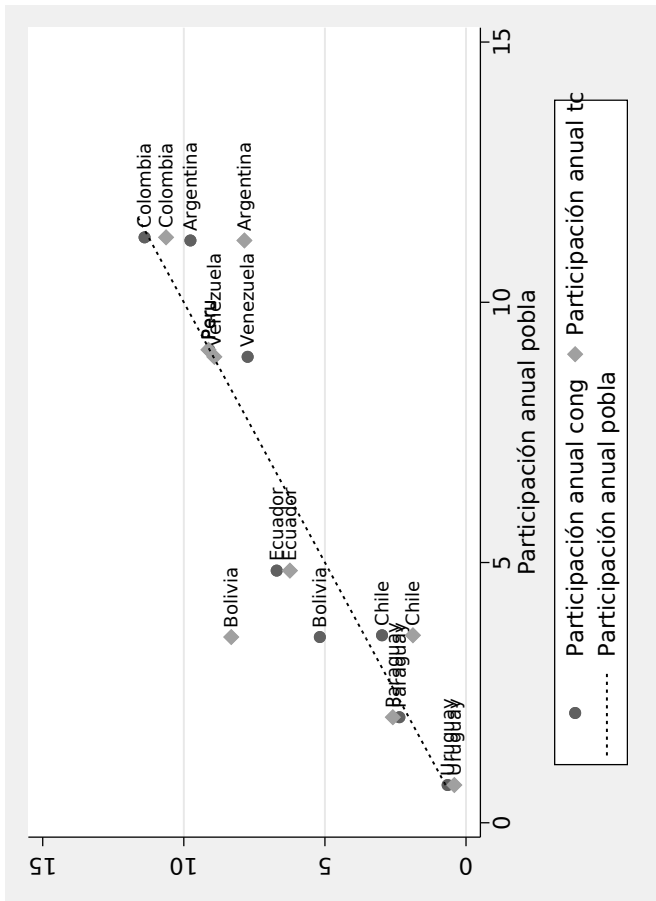 15
10
5
0
Colombia
Colombia
Argentina
Argentina
Peru
Peru
Venezuela
Venezuela
Ecuador
Ecuador
Bolivia
Bolivia
Chile
Chile
Paraguay
Paraguay
Uruguay
Uruguay
0
5
10
15
Participación anual pobla
Participación anual cong
Participación anual tc
Participación anual pobla